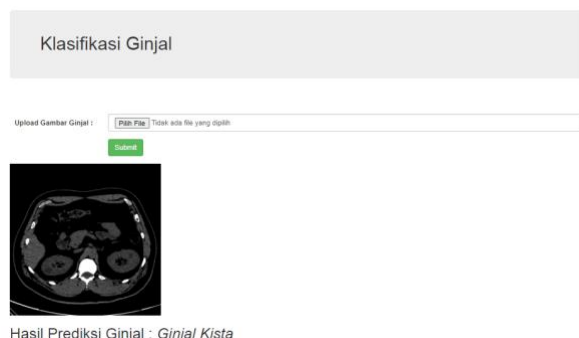 Klasifikasi Ginjal
Upload Gambar Ginjal : Pilih File Tidak ada file yang dipilih
Submit
Hasil Prediksi Ginjal : Ginjal Kista